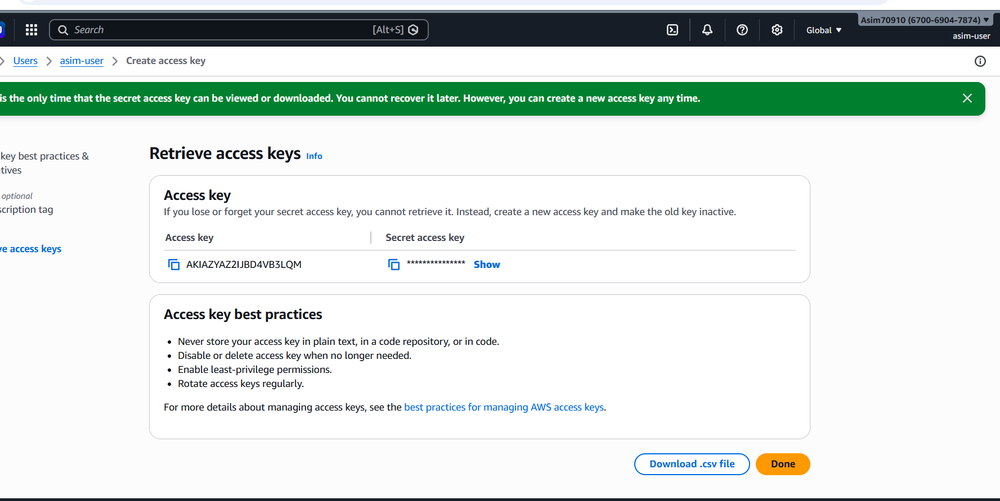 Search [Alt+S]
Global ▼
Asim70910 (6700-6904-7874) ▼
asim-user
Users > asim-user > Create access key
is the only time that the secret access key can be viewed or downloaded. You cannot recover it later. However, you can create a new access key any time.
key best practices &
tives
optional
scription tag
ve access keys
Retrieve access keys Info
Access key
If you lose or forget your secret access key, you cannot retrieve it. Instead, create a new access key and make the old key inactive.
Access key
Secret access key
AKIAZYAZ2IJBD4VB3LQM
*************** Show
Access key best practices
• Never store your access key in plain text, in a code repository, or in code.
• Disable or delete access key when no longer needed.
• Enable least-privilege permissions.
• Rotate access keys regularly.
For more details about managing access keys, see the best practices for managing AWS access keys.
Download .csv file
Done